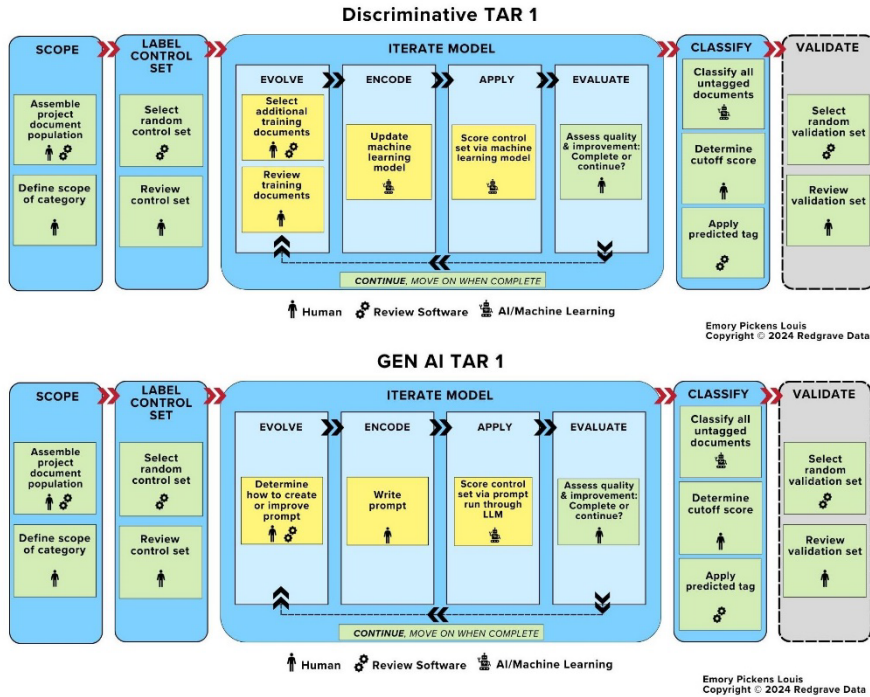 Discriminative TAR 1
SCOPE
Assemble
project
document
population
Define scope
of category
LABEL
CONTROL
SET
Select
random
control set
Review
control set
ITERATE MODEL
EVOLVE
Select
additional
training
documents
Review
training
documents
ENCODE
Update
machine
learning
model
APPLY
Score control
set via machine
learning model
EVALUATE
Assess quality
& improvement:
Complete or
continue?
CONTINUE, MOVE ON WHEN COMPLETE
CLASSIFY
Classify all
untagged
documents
Determine
cutoff score
Apply
predicted tag
VALIDATE
Select
random
validation set
Review
validation set
Human
Review Software
AI/Machine Learning
Emory Pickens Louis
Copyright © 2024 Redgrave Data
GEN AI TAR 1
SCOPE
Assemble
project
document
population
Define scope
of category
LABEL
CONTROL
SET
Select
random
control set
Review
control set
ITERATE MODEL
EVOLVE
Determine
how to create
or improve
prompt
ENCODE
Write
prompt
APPLY
Score control
set via prompt
run through
LLM
EVALUATE
Assess quality
& improvement:
Complete or
continue?
CONTINUE, MOVE ON WHEN COMPLETE
CLASSIFY
Classify all
untagged
documents
Determine
cutoff score
Apply
predicted tag
VALIDATE
Select
random
validation set
Review
validation set
Human
Review Software
AI/Machine Learning
Emory Pickens Louis
Copyright © 2024 Redgrave Data